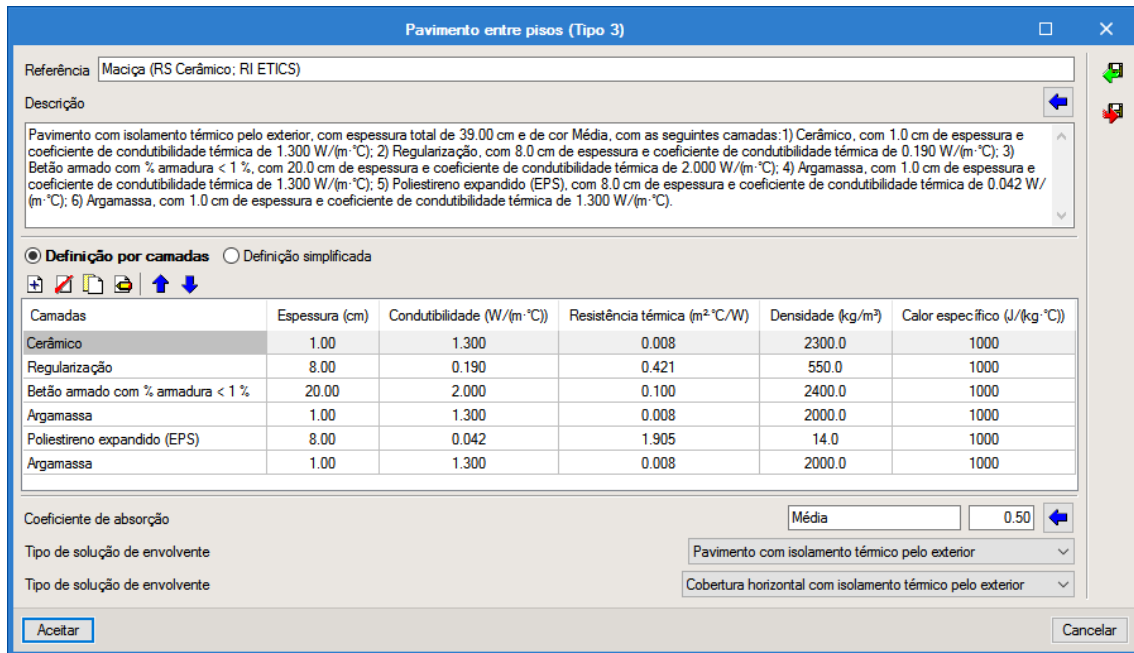 Pavimento entre pisos (Tipo 3)
Referência Maciça (RS Cerâmico; RI ETICS)
Descrição
Pavimento com isolamento térmico pelo exterior, com espessura total de 39.00 cm e de cor Média, com as seguintes camadas:1) Cerâmico, com 1.0 cm de espessura e
coeficiente de condutibilidade térmica de 1.300 W/(m·°C); 2) Regularização, com 8.0 cm de espessura e coeficiente de condutibilidade térmica de 0.190 W/(m·°C); 3)
Betão armado com % armadura < 1 %, com 20.0 cm de espessura e coeficiente de condutibilidade térmica de 2.000 W/(m·°C); 4) Argamassa, com 1.0 cm de espessura e
coeficiente de condutibilidade térmica de 1.300 W/(m·°C); 5) Poliestireno expandido (EPS), com 8.0 cm de espessura e coeficiente de condutibilidade térmica de 0.042 W/
(m·°C); 6) Argamassa, com 1.0 cm de espessura e coeficiente de condutibilidade térmica de 1.300 W/(m·°C).
Definição por camadas Definição simplificada
Camadas Espessura (cm) Condutibilidade (W/(m·°C)) Resistência térmica (m²·°C/W) Densidade (kg/m³) Calor específico (J/(kg·°C))
Cerâmico 1.00 1.300 0.008 2300.0 1000
Regularização 8.00 0.190 0.421 550.0 1000
Betão armado com % armadura < 1 % 20.00 2.000 0.100 2400.0 1000
Argamassa 1.00 1.300 0.008 2000.0 1000
Poliestireno expandido (EPS) 8.00 0.042 1.905 14.0 1000
Argamassa 1.00 1.300 0.008 2000.0 1000
Coeficiente de absorção Média 0.50
Tipo de solução de envolvente Pavimento com isolamento térmico pelo exterior
Tipo de solução de envolvente Cobertura horizontal com isolamento térmico pelo exterior
Aceitar Cancelar